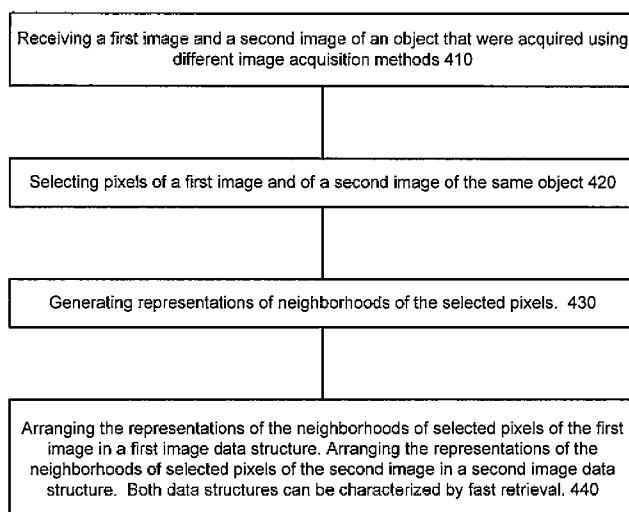 Receiving a first image and a second image of an object that were acquired using
different image acquisition methods 410
Selecting pixels of a first image and of a second image of the same object 420
Generating representations of neighborhoods of the selected pixels. 430
Arranging the representations of the neighborhoods of selected pixels of the first
image in a first image data structure. Arranging the representations of the
neighborhoods of selected pixels of the second image in a second image data
structure. Both data structures can be characterized by fast retrieval. 440